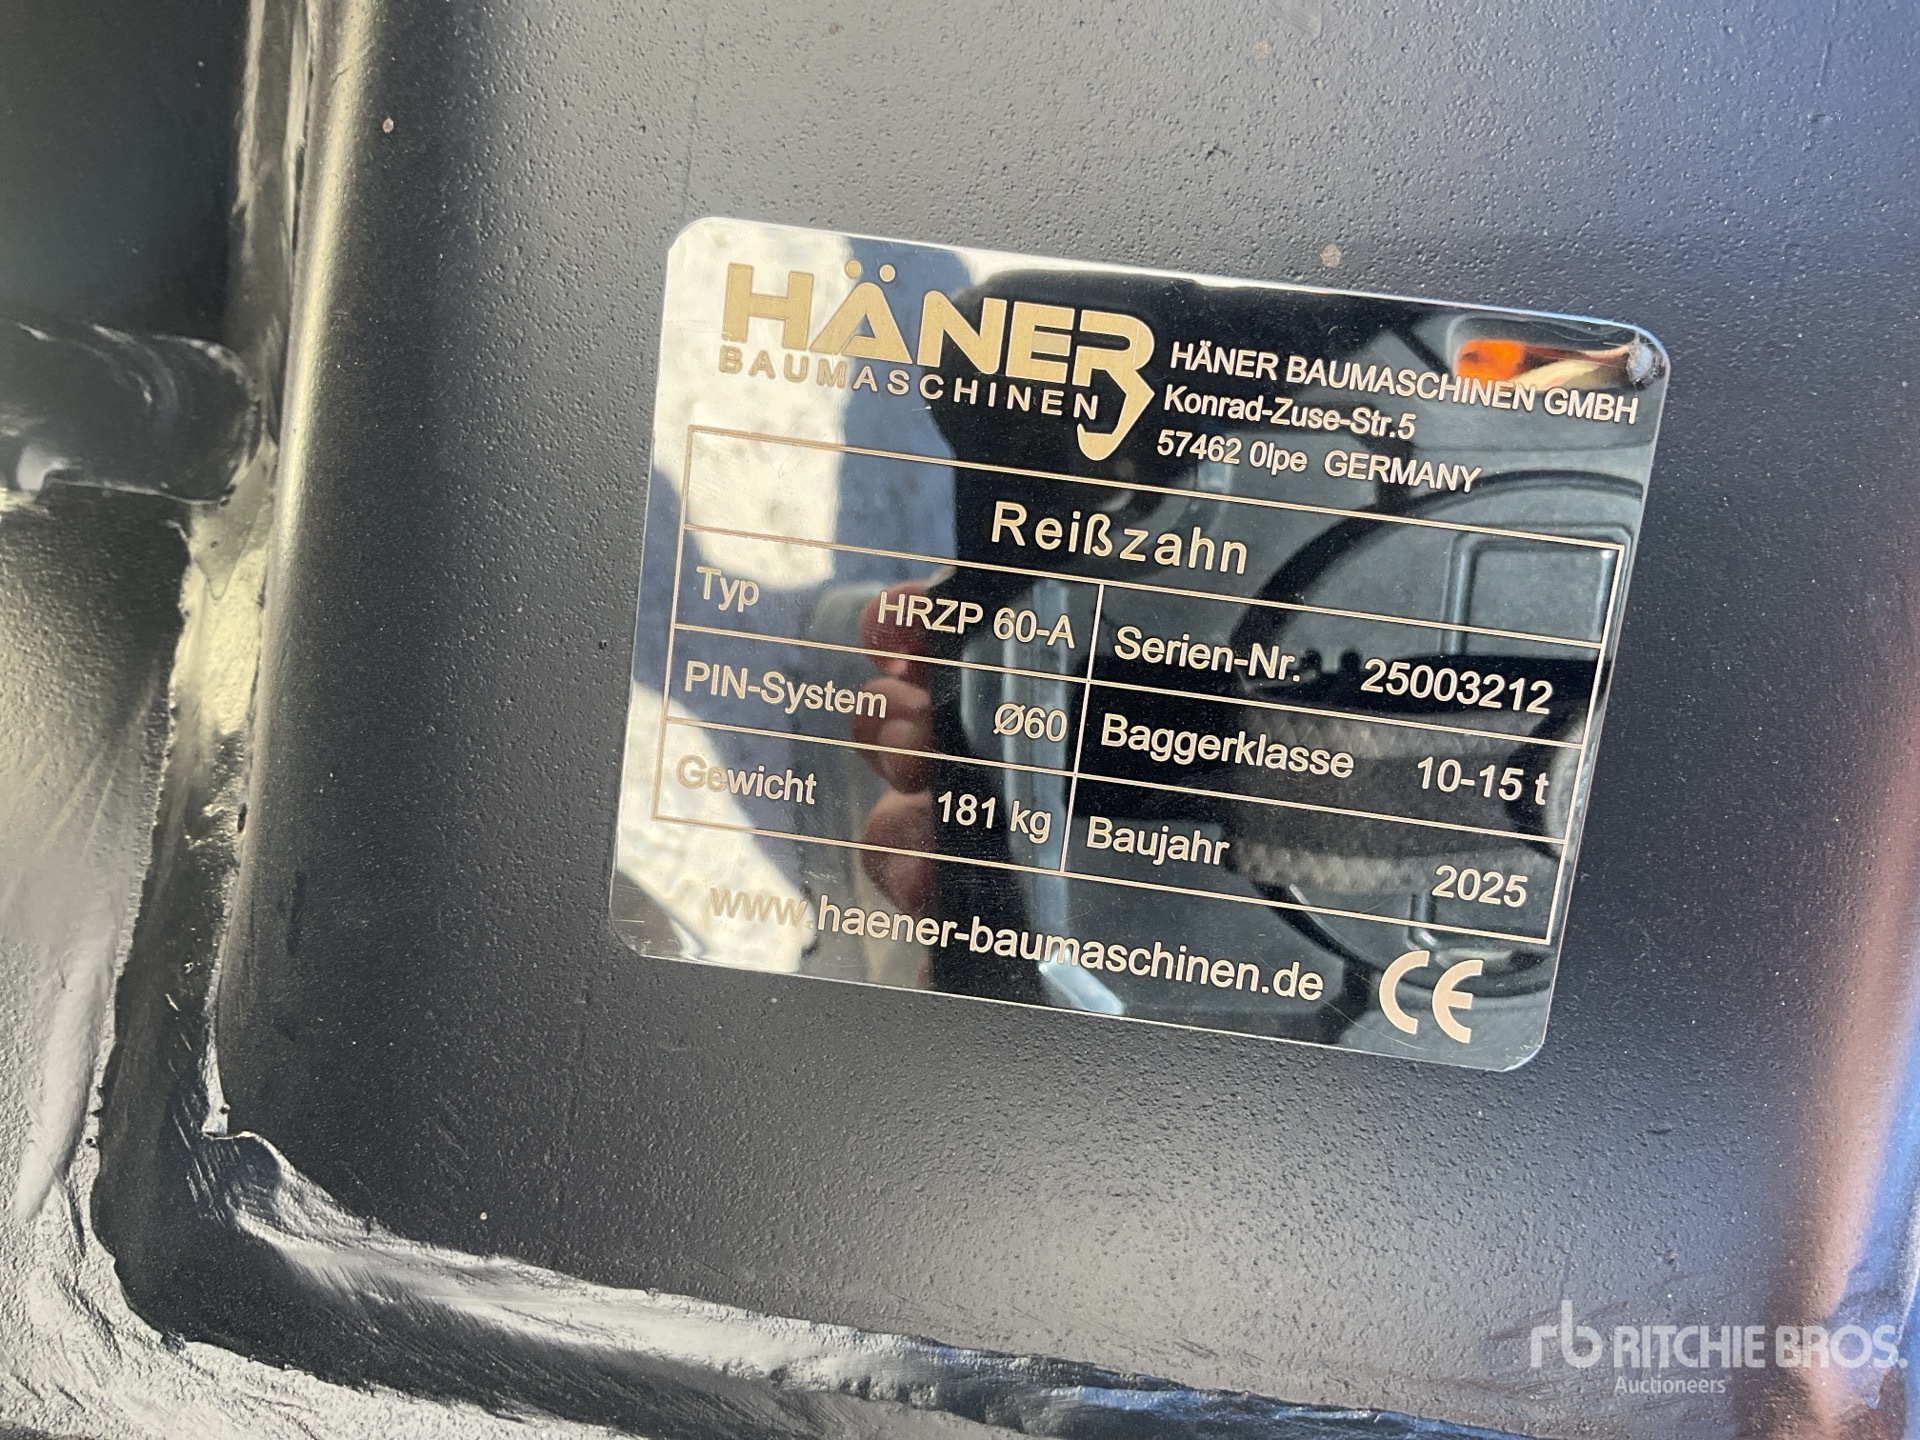 HÄNER
BAUMASCHINEN
HÄNER BAUMASCHINEN GMBH
Konrad-Zuse-Str.5
57462 Olpe GERMANY
Reißzahn
Typ HRZP 60-A Serien-Nr. 25003212
PIN-System Ø60 Baggerklasse 10-15 t
Gewicht 181 kg Baujahr 2025
www.haener-baumaschinen.de CE
rb RITCHIE BROS.
Auctioneers